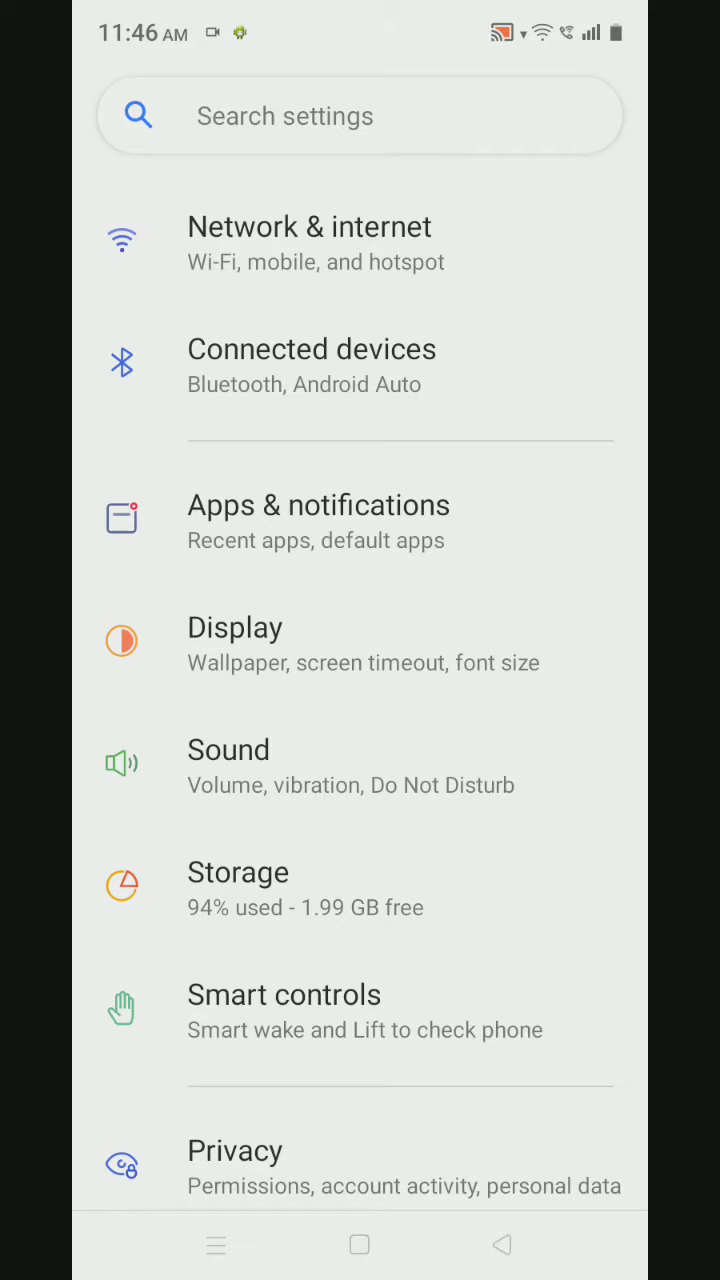 11:46 AM
Search settings
Network & internet
Wi-Fi, mobile, and hotspot
Connected devices
Bluetooth, Android Auto
Apps & notifications
Recent apps, default apps
Display
Wallpaper, screen timeout, font size
Sound
Volume, vibration, Do Not Disturb
Storage
94% used - 1.99 GB free
Smart controls
Smart wake and Lift to check phone
Privacy
Permissions, account activity, personal data